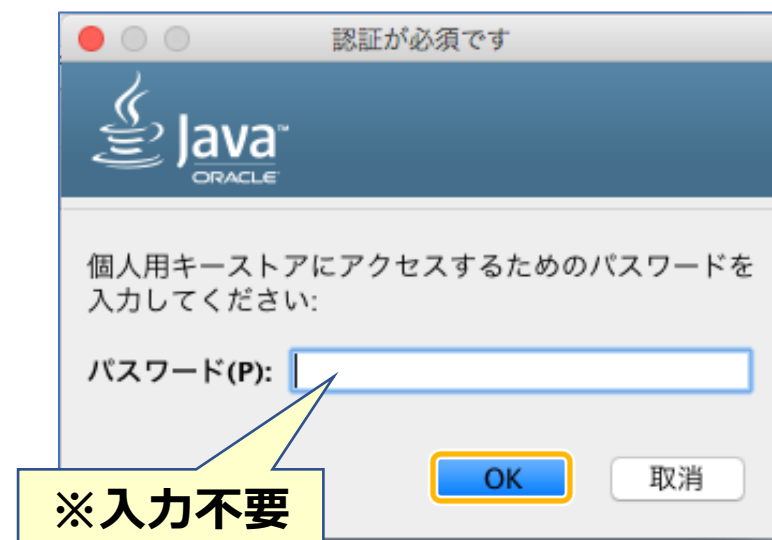 認証が必須です
Java™
ORACLE
個人用キーストアにアクセスするためのパスワードを
入力してください:
パスワード(P):
OK
取消
※入力不要